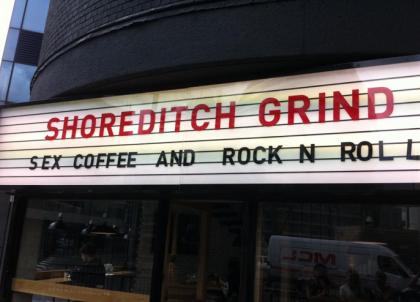 SHOREDITCH GRIND
SEX COFFEE AND ROCK N ROLL